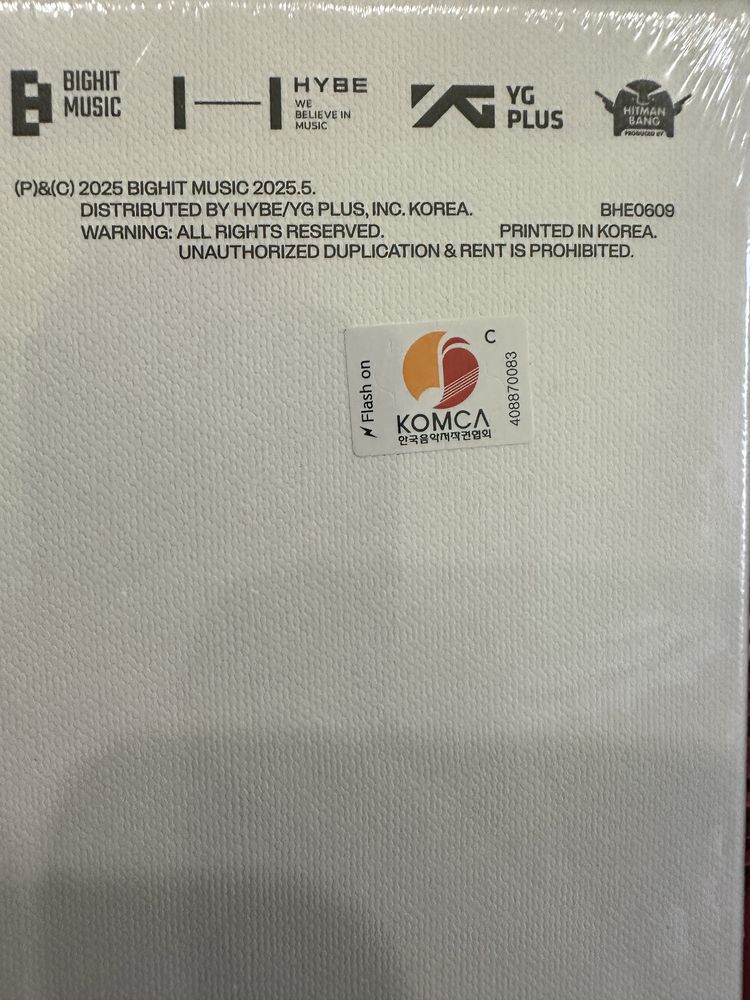 BIGHIT
MUSIC
HYBE
WE
BELIEVE IN
MUSIC
YG
PLUS
HITMAN
BANG
PRODUCED BY
(P)&(C) 2025 BIGHIT MUSIC 2025.5.
DISTRIBUTED BY HYBE/YG PLUS, INC. KOREA. BHE0609
WARNING: ALL RIGHTS RESERVED. PRINTED IN KOREA.
UNAUTHORIZED DUPLICATION & RENT IS PROHIBITED.
Flash on
C
KOMCA
한국음악저작권협회
408870083